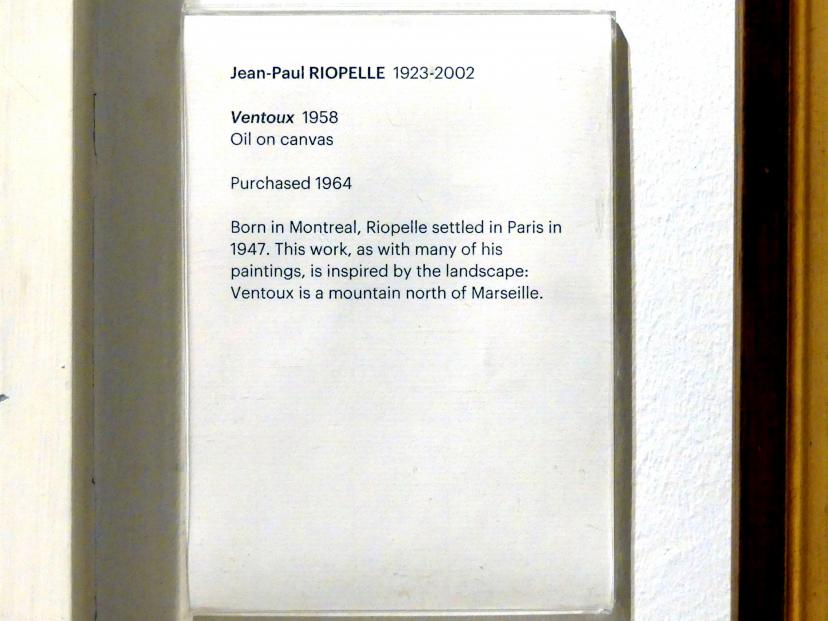 Jean-Paul RIOPELLE 1923-2002
Ventoux 1958
Oil on canvas
Purchased 1964
Born in Montreal, Riopelle settled in Paris in
1947. This work, as with many of his
paintings, is inspired by the landscape:
Ventoux is a mountain north of Marseille.